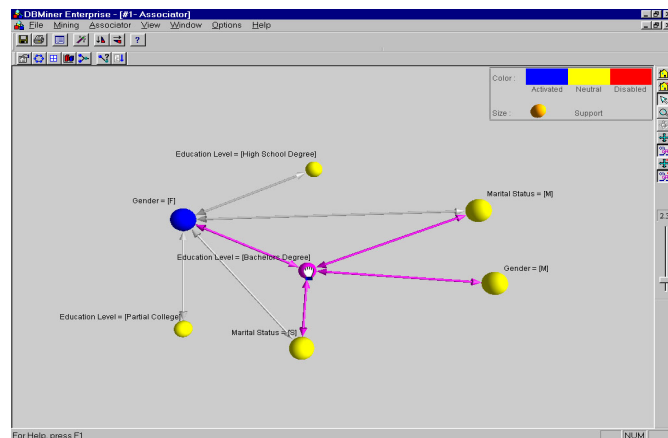 DBMiner Enterprise - [#1- Associator]
File Mining Associator View Window Options Help
Color :
Activated Neutral Disabled
Size : Support
Education Level = [High School Degree]
Marital Status = [M]
Gender = [F]
Education Level = [Bachelors Degree]
Gender = [M]
Education Level = [Partial College]
Marital Status = [S]
For Help, press F1
NUM